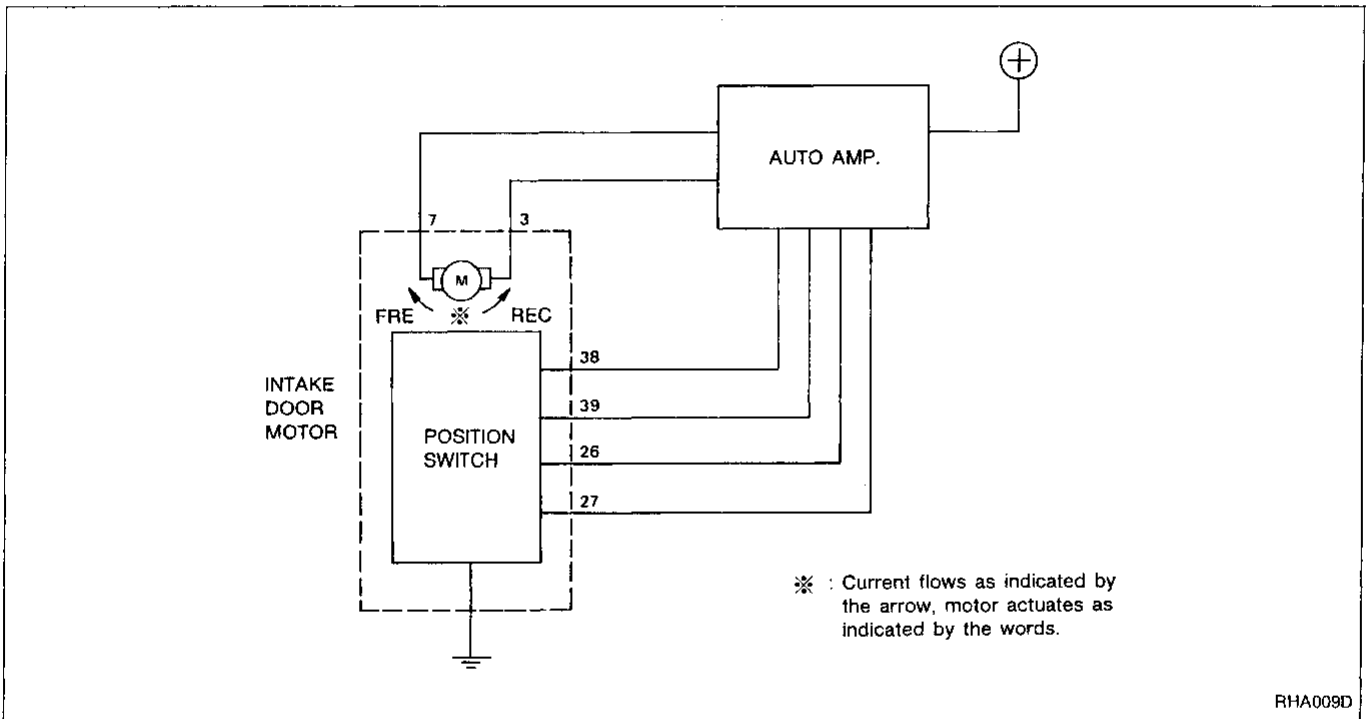 AUTO AMP.
7
3
M
FRE
※
REC
38
INTAKE
DOOR
MOTOR
39
POSITION
SWITCH
26
27
※ : Current flows as indicated by
the arrow, motor actuates as
indicated by the words.
RHA009D